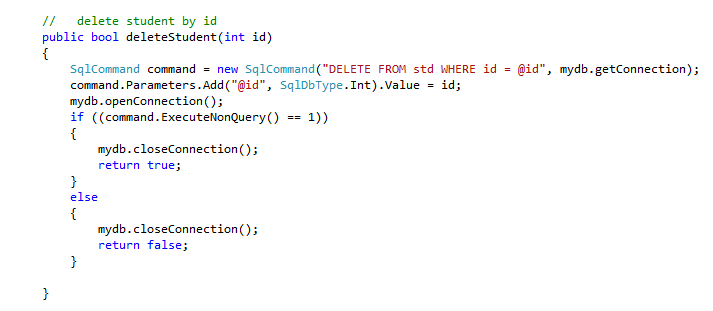 //   delete student by id
public bool deleteStudent(int id)
{
    SqlCommand command = new SqlCommand("DELETE FROM std WHERE id = @id", mydb.getConnection);
    command.Parameters.Add("@id", SqlDbType.Int).Value = id;
    mydb.openConnection();
    if ((command.ExecuteNonQuery() == 1))
    {
        mydb.closeConnection();
        return true;
    }
    else
    {
        mydb.closeConnection();
        return false;
    }
}